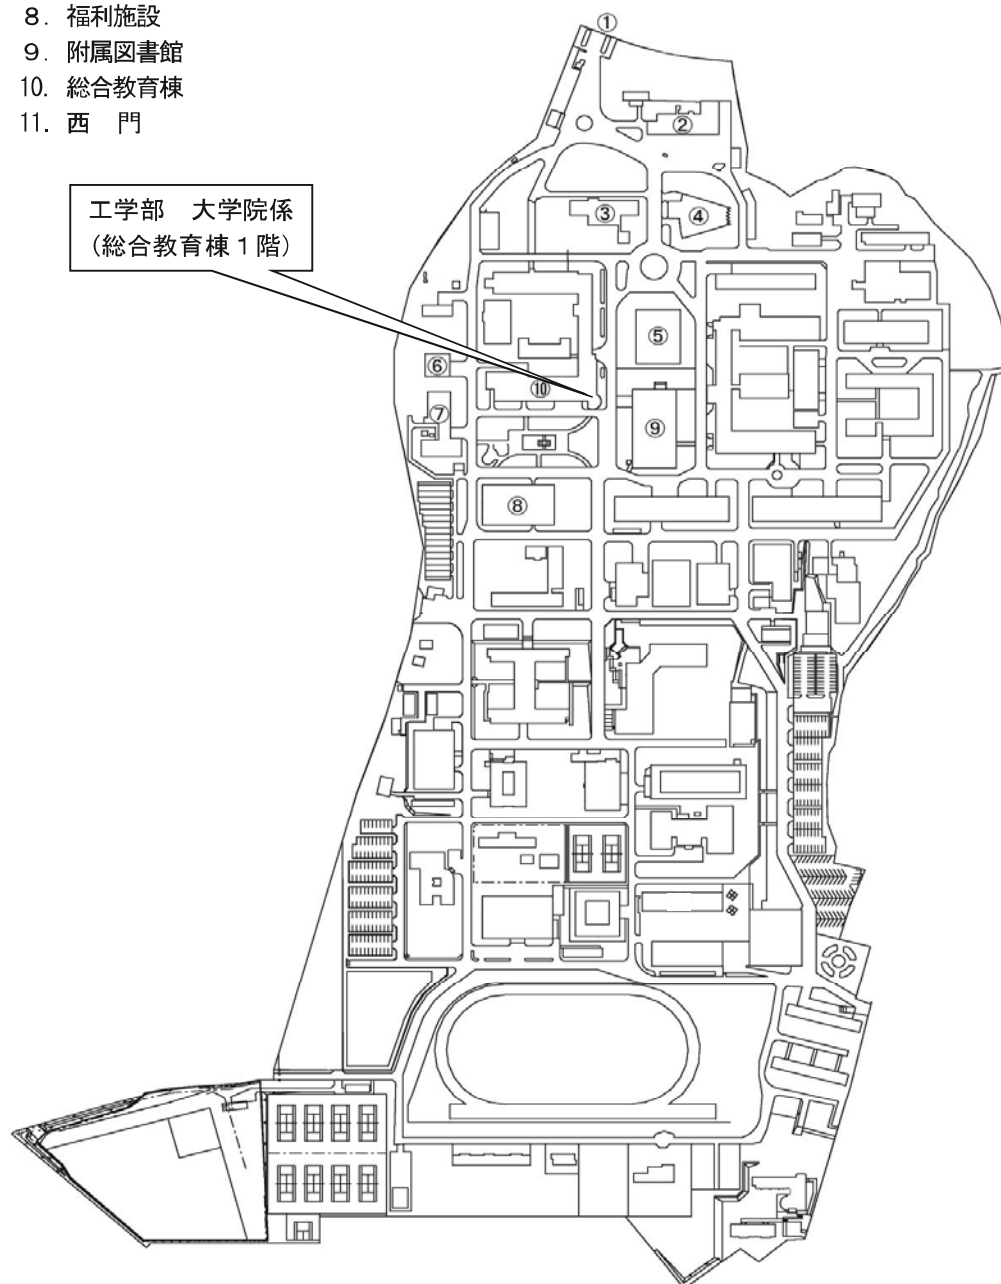 8. 福利施設
9. 附属図書館
10. 総合教育棟
11. 西　門
工学部　大学院係
(総合教育棟1階)
①
②
③
④
⑤
⑥
⑩
⑦
⑨
⑧